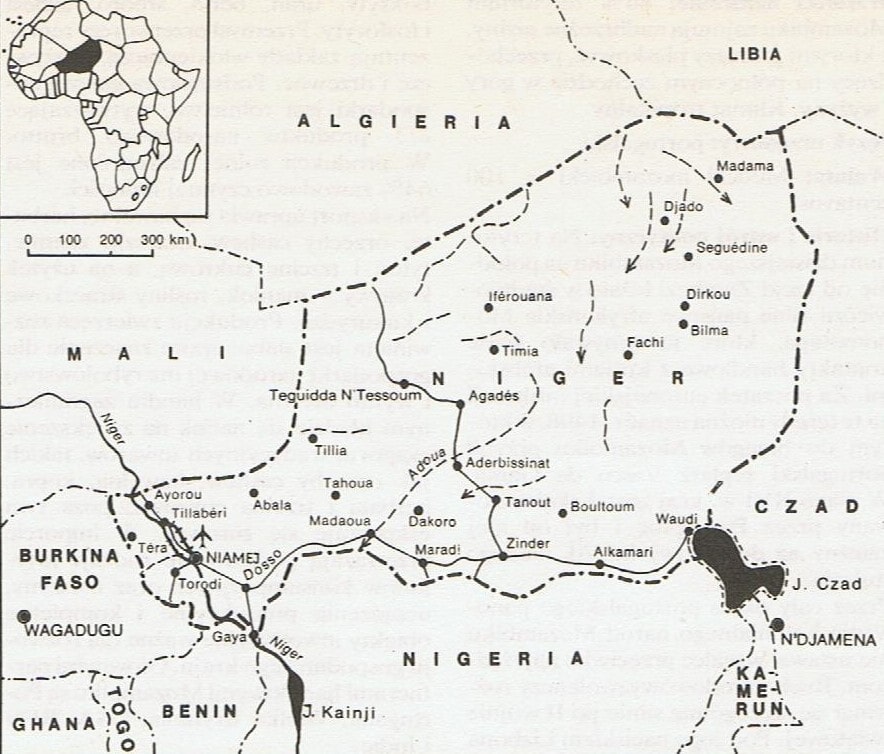 LIBIA
ALGIERIA
0 100 200 300 km
Madama
Djado
Seguédine
Dirkou
Bilma
Fachi
Iférouana
Timia
MALI
NIGER
Teguidda N'Tessoum
Agadès
Niger
Tillia
Adoua
Aderbissinat
Tahoua
Abala
Ayorou
Tillabéri
Madaoua
Dakoro
Tanout
Boultoum
Waudi
CZAD
Téra
NIAMEJ
Dosso
Maradi
Zinder
Alkamari
BURKINA
FASO
Torodi
J. Czad
WAGADUGU
Gaya
Niger
N'DJAMENA
NIGERIA
KA-
ME-
RUN
GHANA
TOGO
BENIN
J. Kainji